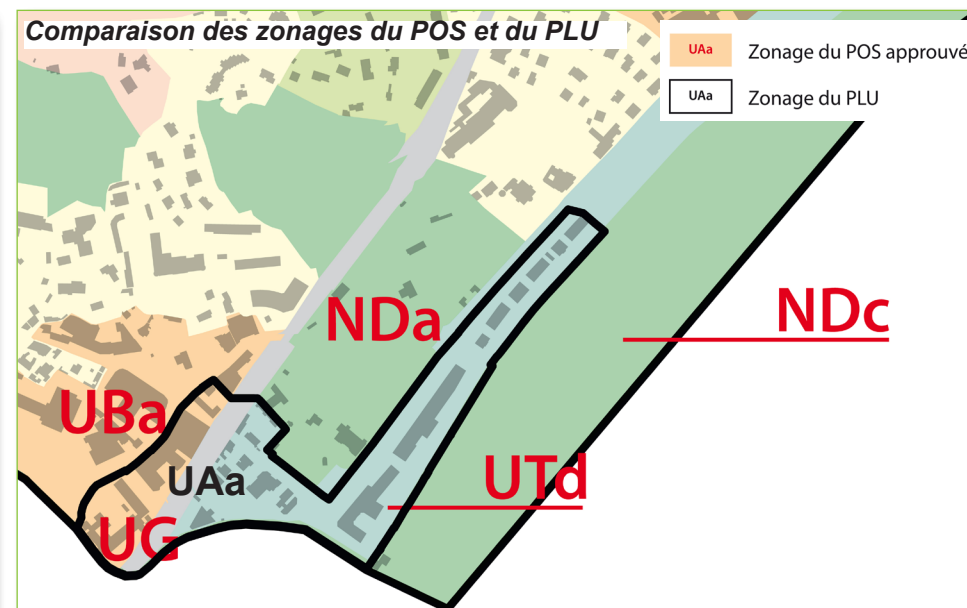 Comparaison des zonages du POS et du PLU
UAa Zonage du POS approuvé
UAa Zonage du PLU
NDa
NDc
UBa
UAa
UTd
UG